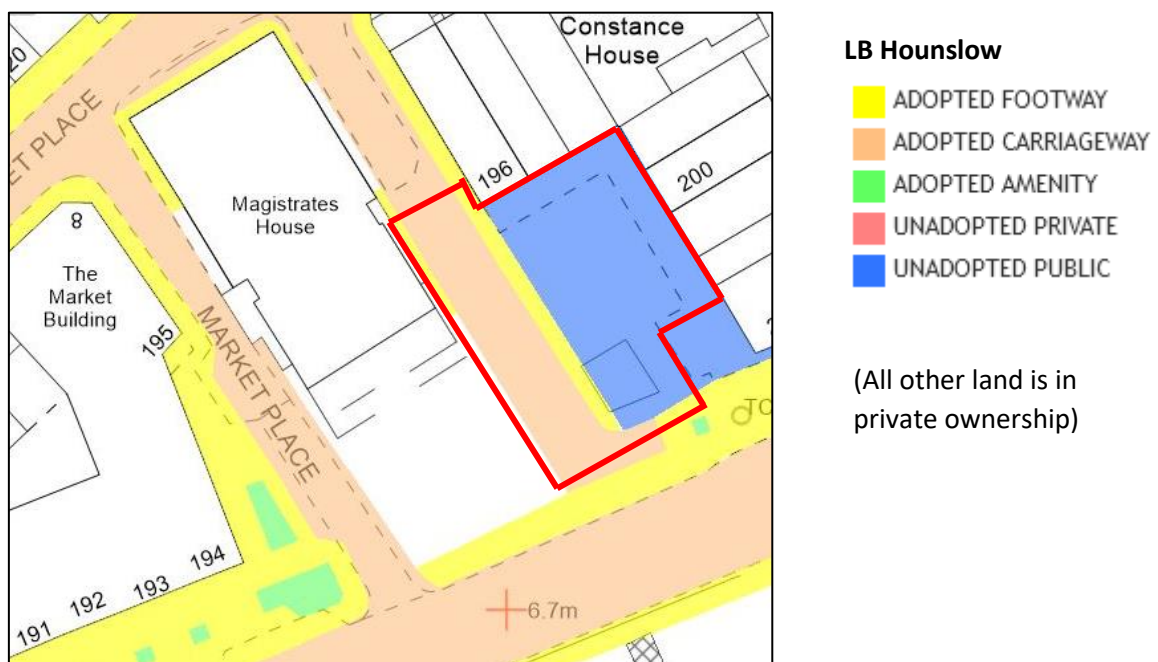 Constance
House
20
ET PLACE
196
200
8
Magistrates
House
The
Market
Building
195
MARKET PLACE
TO
194
193
192
191
6.7m
LB Hounslow
ADOPTED FOOTWAY
ADOPTED CARRIAGEWAY
ADOPTED AMENITY
UNADOPTED PRIVATE
UNADOPTED PUBLIC
(All other land is in
private ownership)